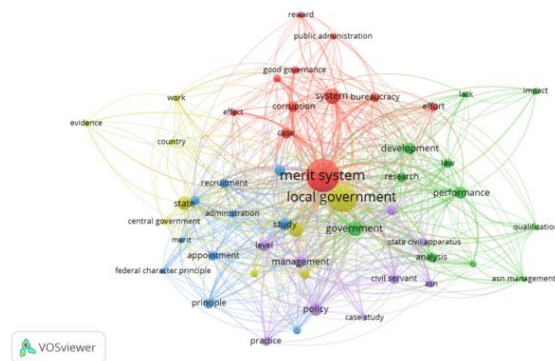 reward
public administration
good governance
work
system
bureaucracy
lack
impact
evidence
effect
corruption
effort
country
case
development
law
merit system
research
recruitment
performance
local government
state
central government
administration
study
government
qualification
merit
level
state civil apparatus
appointment
management
analysis
federal character principle
civil servant
asn
asn management
principle
policy
case study
practice
VOSviewer